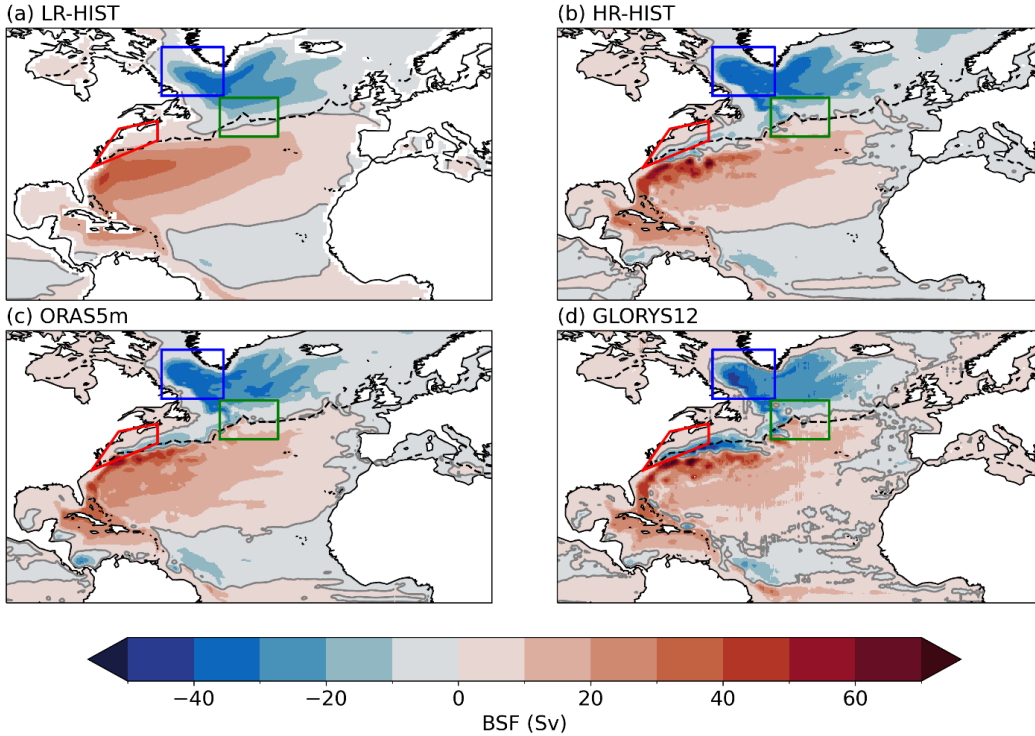 (a) LR-HIST
(b) HR-HIST
(c) ORAS5m
(d) GLORYS12
−40 −20 0 20 40 60
BSF (Sv)